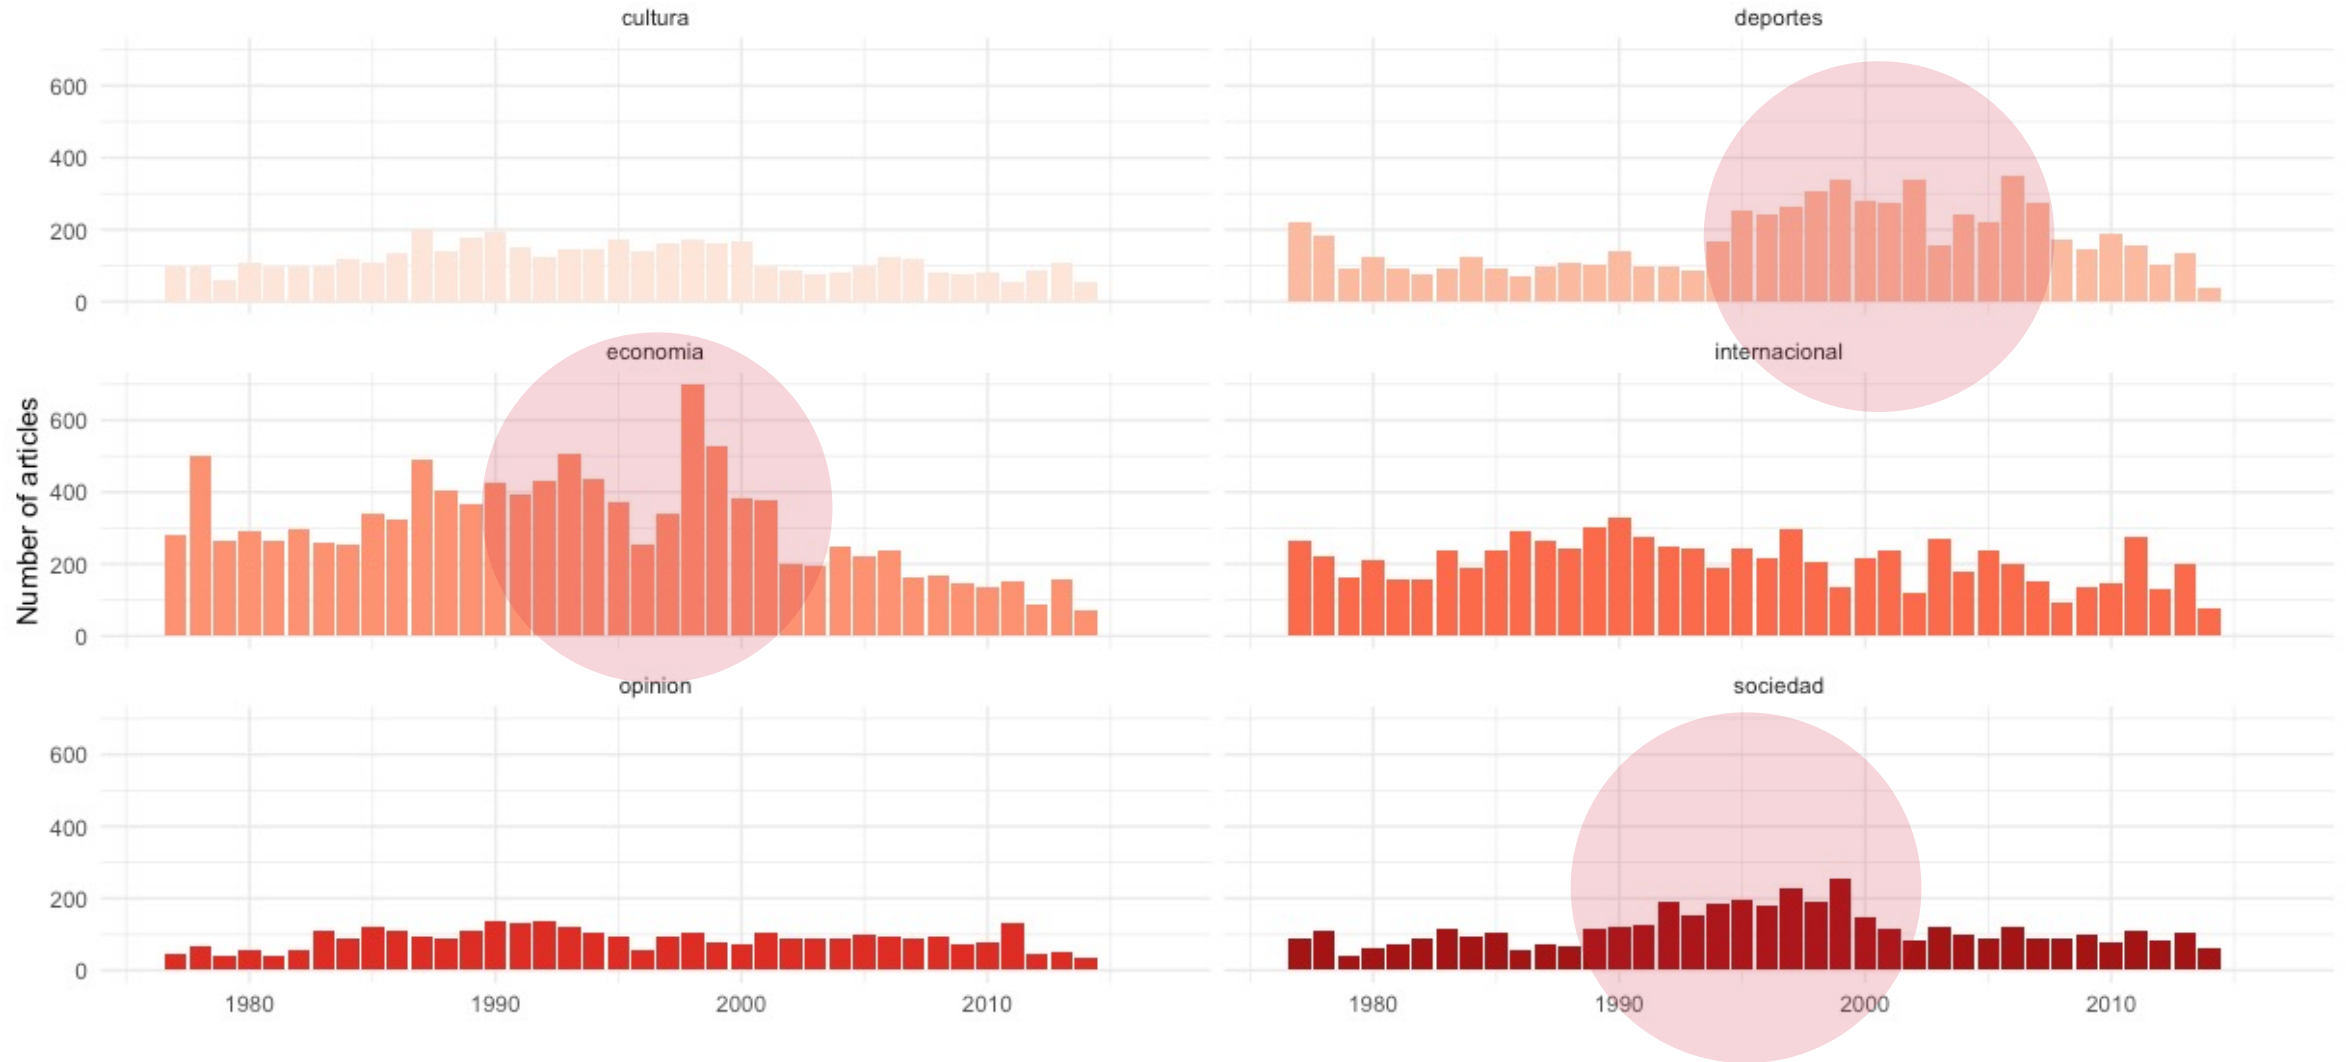 cultura
deportes
600
400
200
0
economia
internacional
Number of articles
600
400
200
0
opinion
sociedad
600
400
200
0
1980 1990 2000 2010 1980 1990 2000 2010